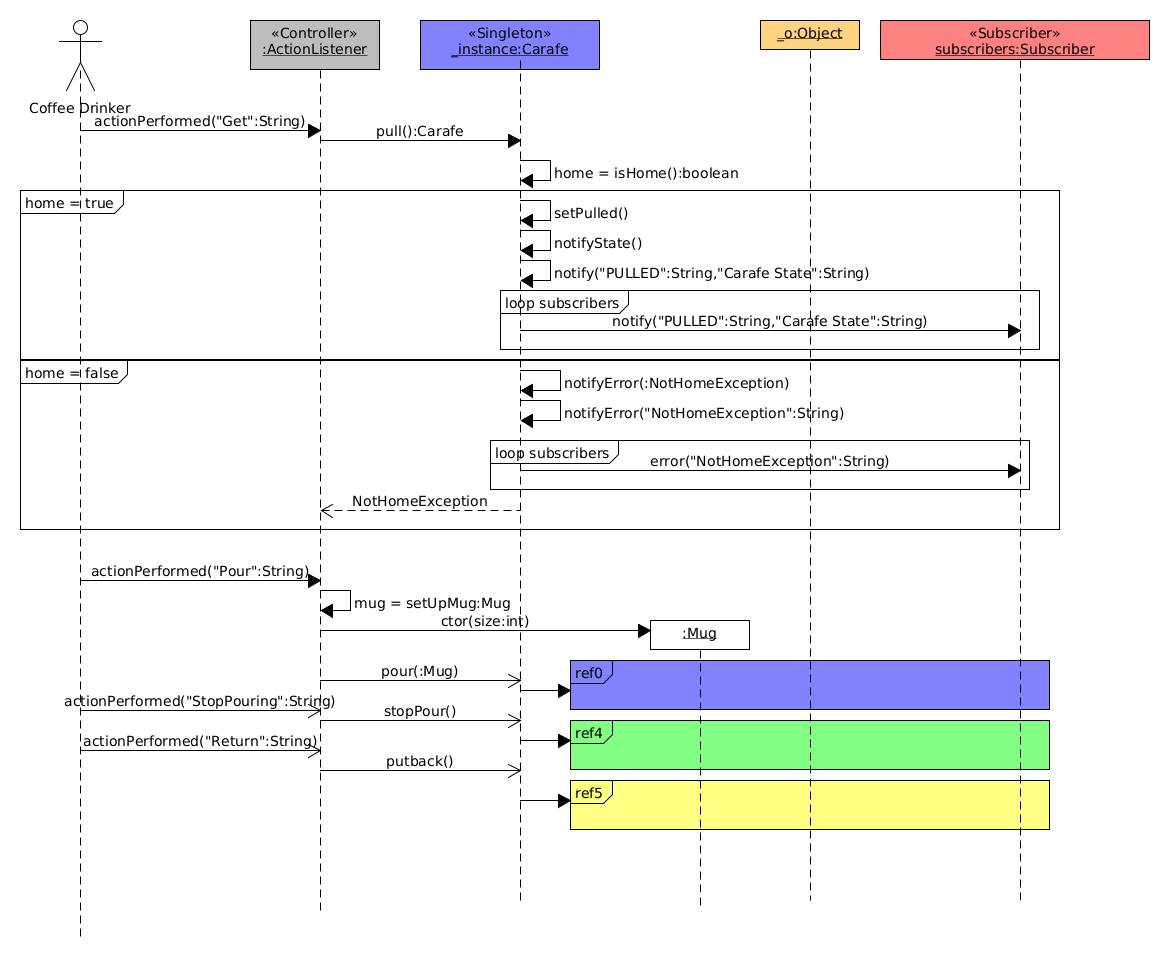 «Controller»
:ActionListener
«Singleton»
_instance:Carafe
_o:Object
«Subscriber»
subscribers:Subscriber
Coffee Drinker
actionPerformed("Get":String)
pull():Carafe
home = isHome():boolean
home = true
setPulled()
notifyState()
notify("PULLED":String,"Carafe State":String)
loop subscribers
notify("PULLED":String,"Carafe State":String)
home = false
notifyError(:NotHomeException)
notifyError("NotHomeException":String)
loop subscribers
error("NotHomeException":String)
NotHomeException
actionPerformed("Pour":String)
mug = setUpMug:Mug
ctor(size:int)
:Mug
pour(:Mug)
ref0
actionPerformed("StopPouring":String)
stopPour()
ref4
actionPerformed("Return":String)
putback()
ref5